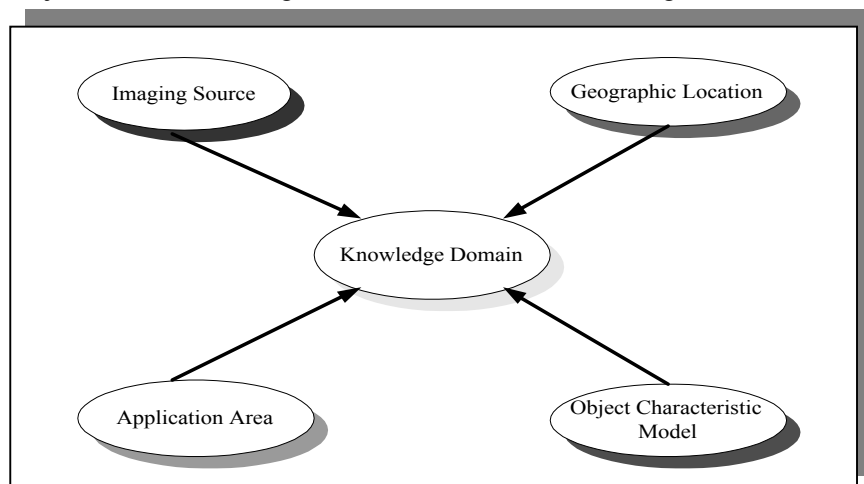 Imaging Source
Geographic Location
Knowledge Domain
Application Area
Object Characteristic
Model